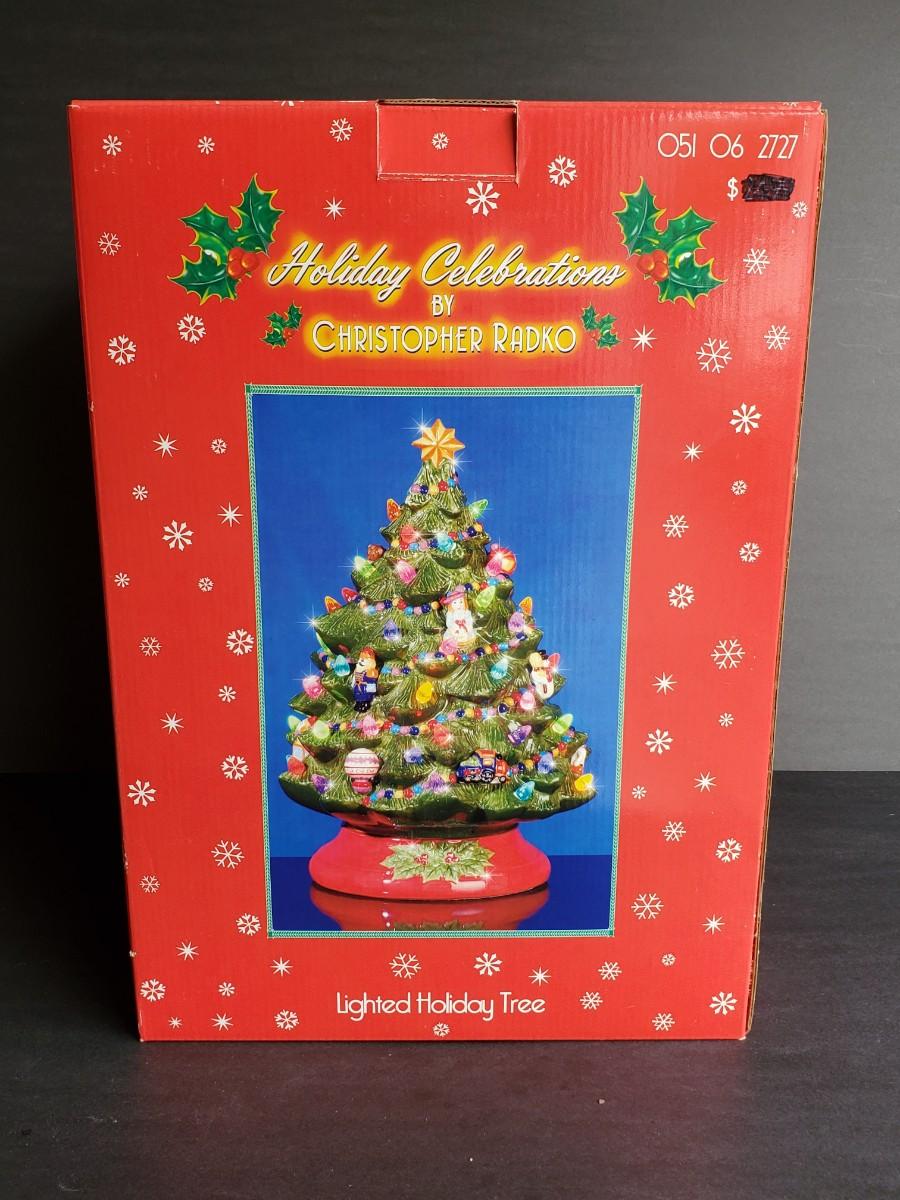 051 06 2727
$
Holiday Celebrations
BY
CHRISTOPHER RADKO
Lighted Holiday Tree